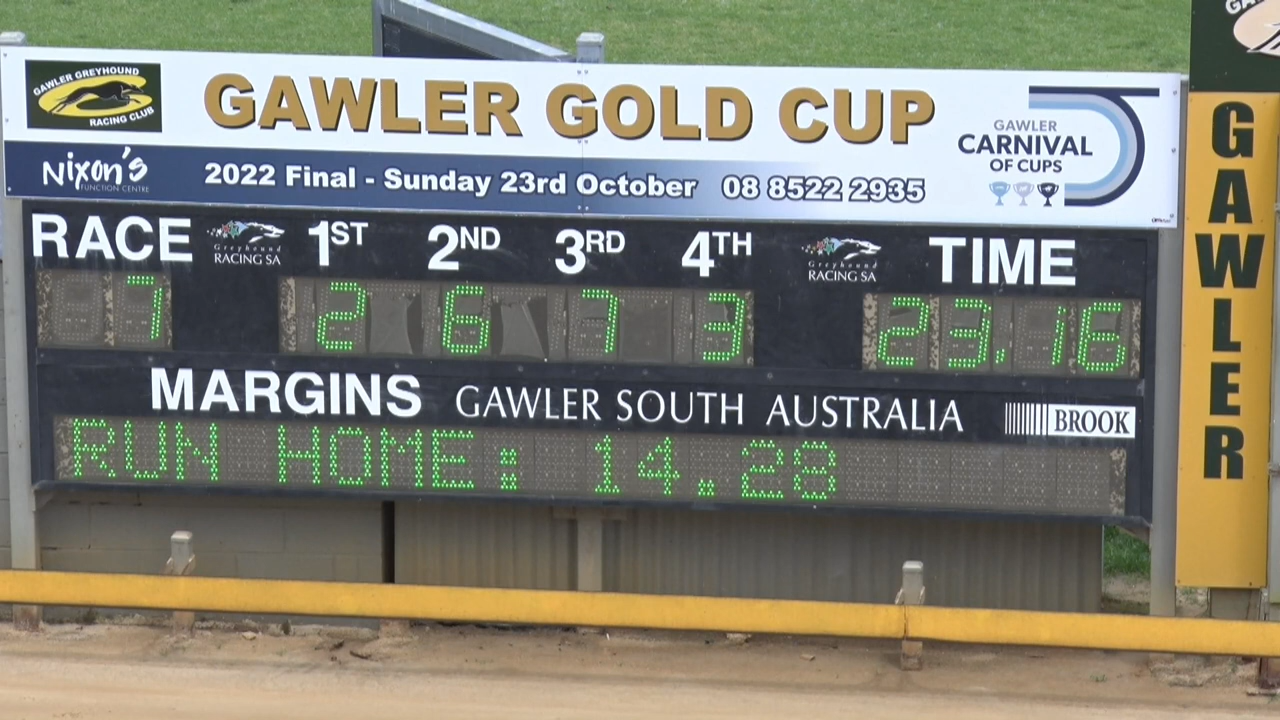 GAWLER GREYHOUND
RACING CLUB
GAWLER GOLD CUP
GAWLER
CARNIVAL
OF CUPS
Nixon's
FUNCTION CENTRE
2022 Final - Sunday 23rd October 08 8522 2935
RACE Greyhound RACING SA 1ST 2ND 3RD 4TH Greyhound RACING SA TIME
7 2 6 7 3 23.16
MARGINS GAWLER SOUTH AUSTRALIA BROOK
RUN HOME: 14.28
GAWLER